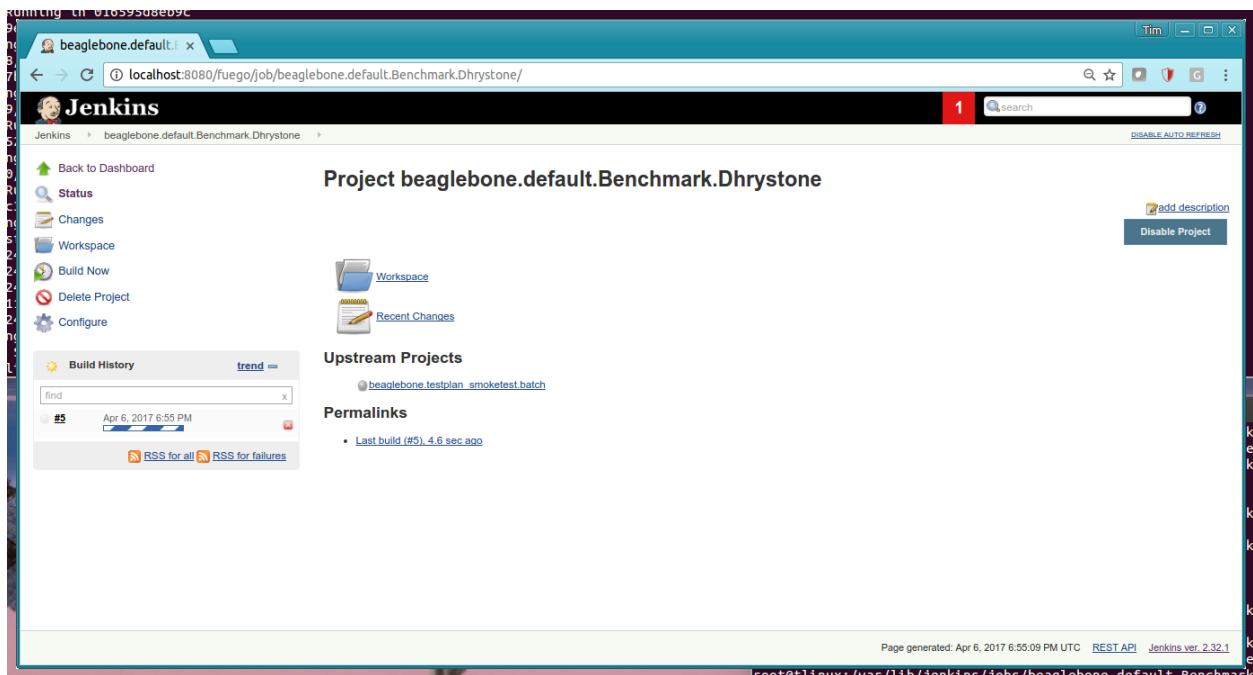 Running in 016595d8eb9c
Tim
beaglebone.default.
localhost:8080/fuego/job/beaglebone.default.Benchmark.Dhrystone/
Jenkins
1
search
Jenkins
beaglebone.default.Benchmark.Dhrystone
DISABLE AUTO REFRESH
Back to Dashboard
Status
Changes
Workspace
Build Now
Delete Project
Configure
Build History
trend
find
x
#5
Apr 6, 2017 6:55 PM
RSS for all
RSS for failures
Project beaglebone.default.Benchmark.Dhrystone
add description
Disable Project
Workspace
Recent Changes
Upstream Projects
beaglebone.testplan_smoketest.batch
Permalinks
Last build (#5), 4.6 sec ago
Page generated: Apr 6, 2017 6:55:09 PM UTC
REST API
Jenkins ver. 2.32.1
root@tlinux:/var/lib/jenkins/jobs/beaglebone.default.Benchmark